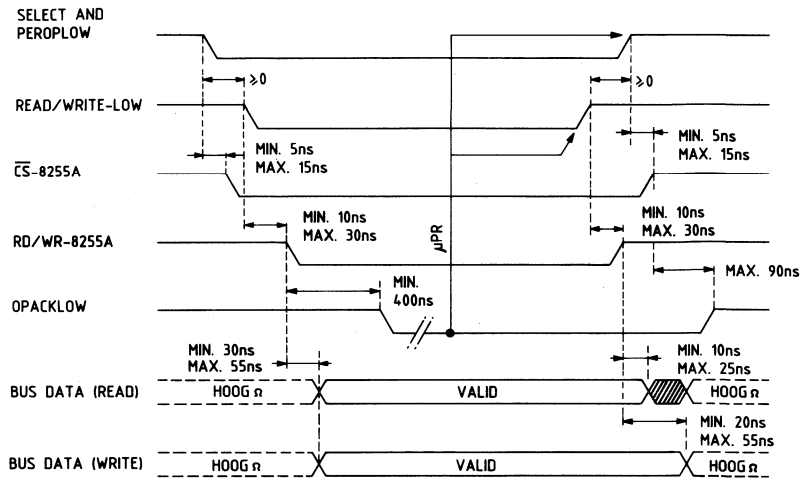 SELECT AND
PEROPLOW
≥0
≥0
READ/WRITE-LOW
MIN. 5ns
MAX. 15ns
MIN. 5ns
MAX. 15ns
CS-8255A
MIN. 10ns
MAX. 30ns
MIN. 10ns
MAX. 30ns
RD/WR-8255A
µPR
MIN.
400ns
MAX. 90ns
OPACKLOW
MIN. 30ns
MAX. 55ns
MIN. 10ns
MAX. 25ns
BUS DATA (READ)
HOOG Ω
VALID
HOOG Ω
MIN. 20ns
MAX. 55ns
BUS DATA (WRITE)
HOOG Ω
VALID
HOOG Ω